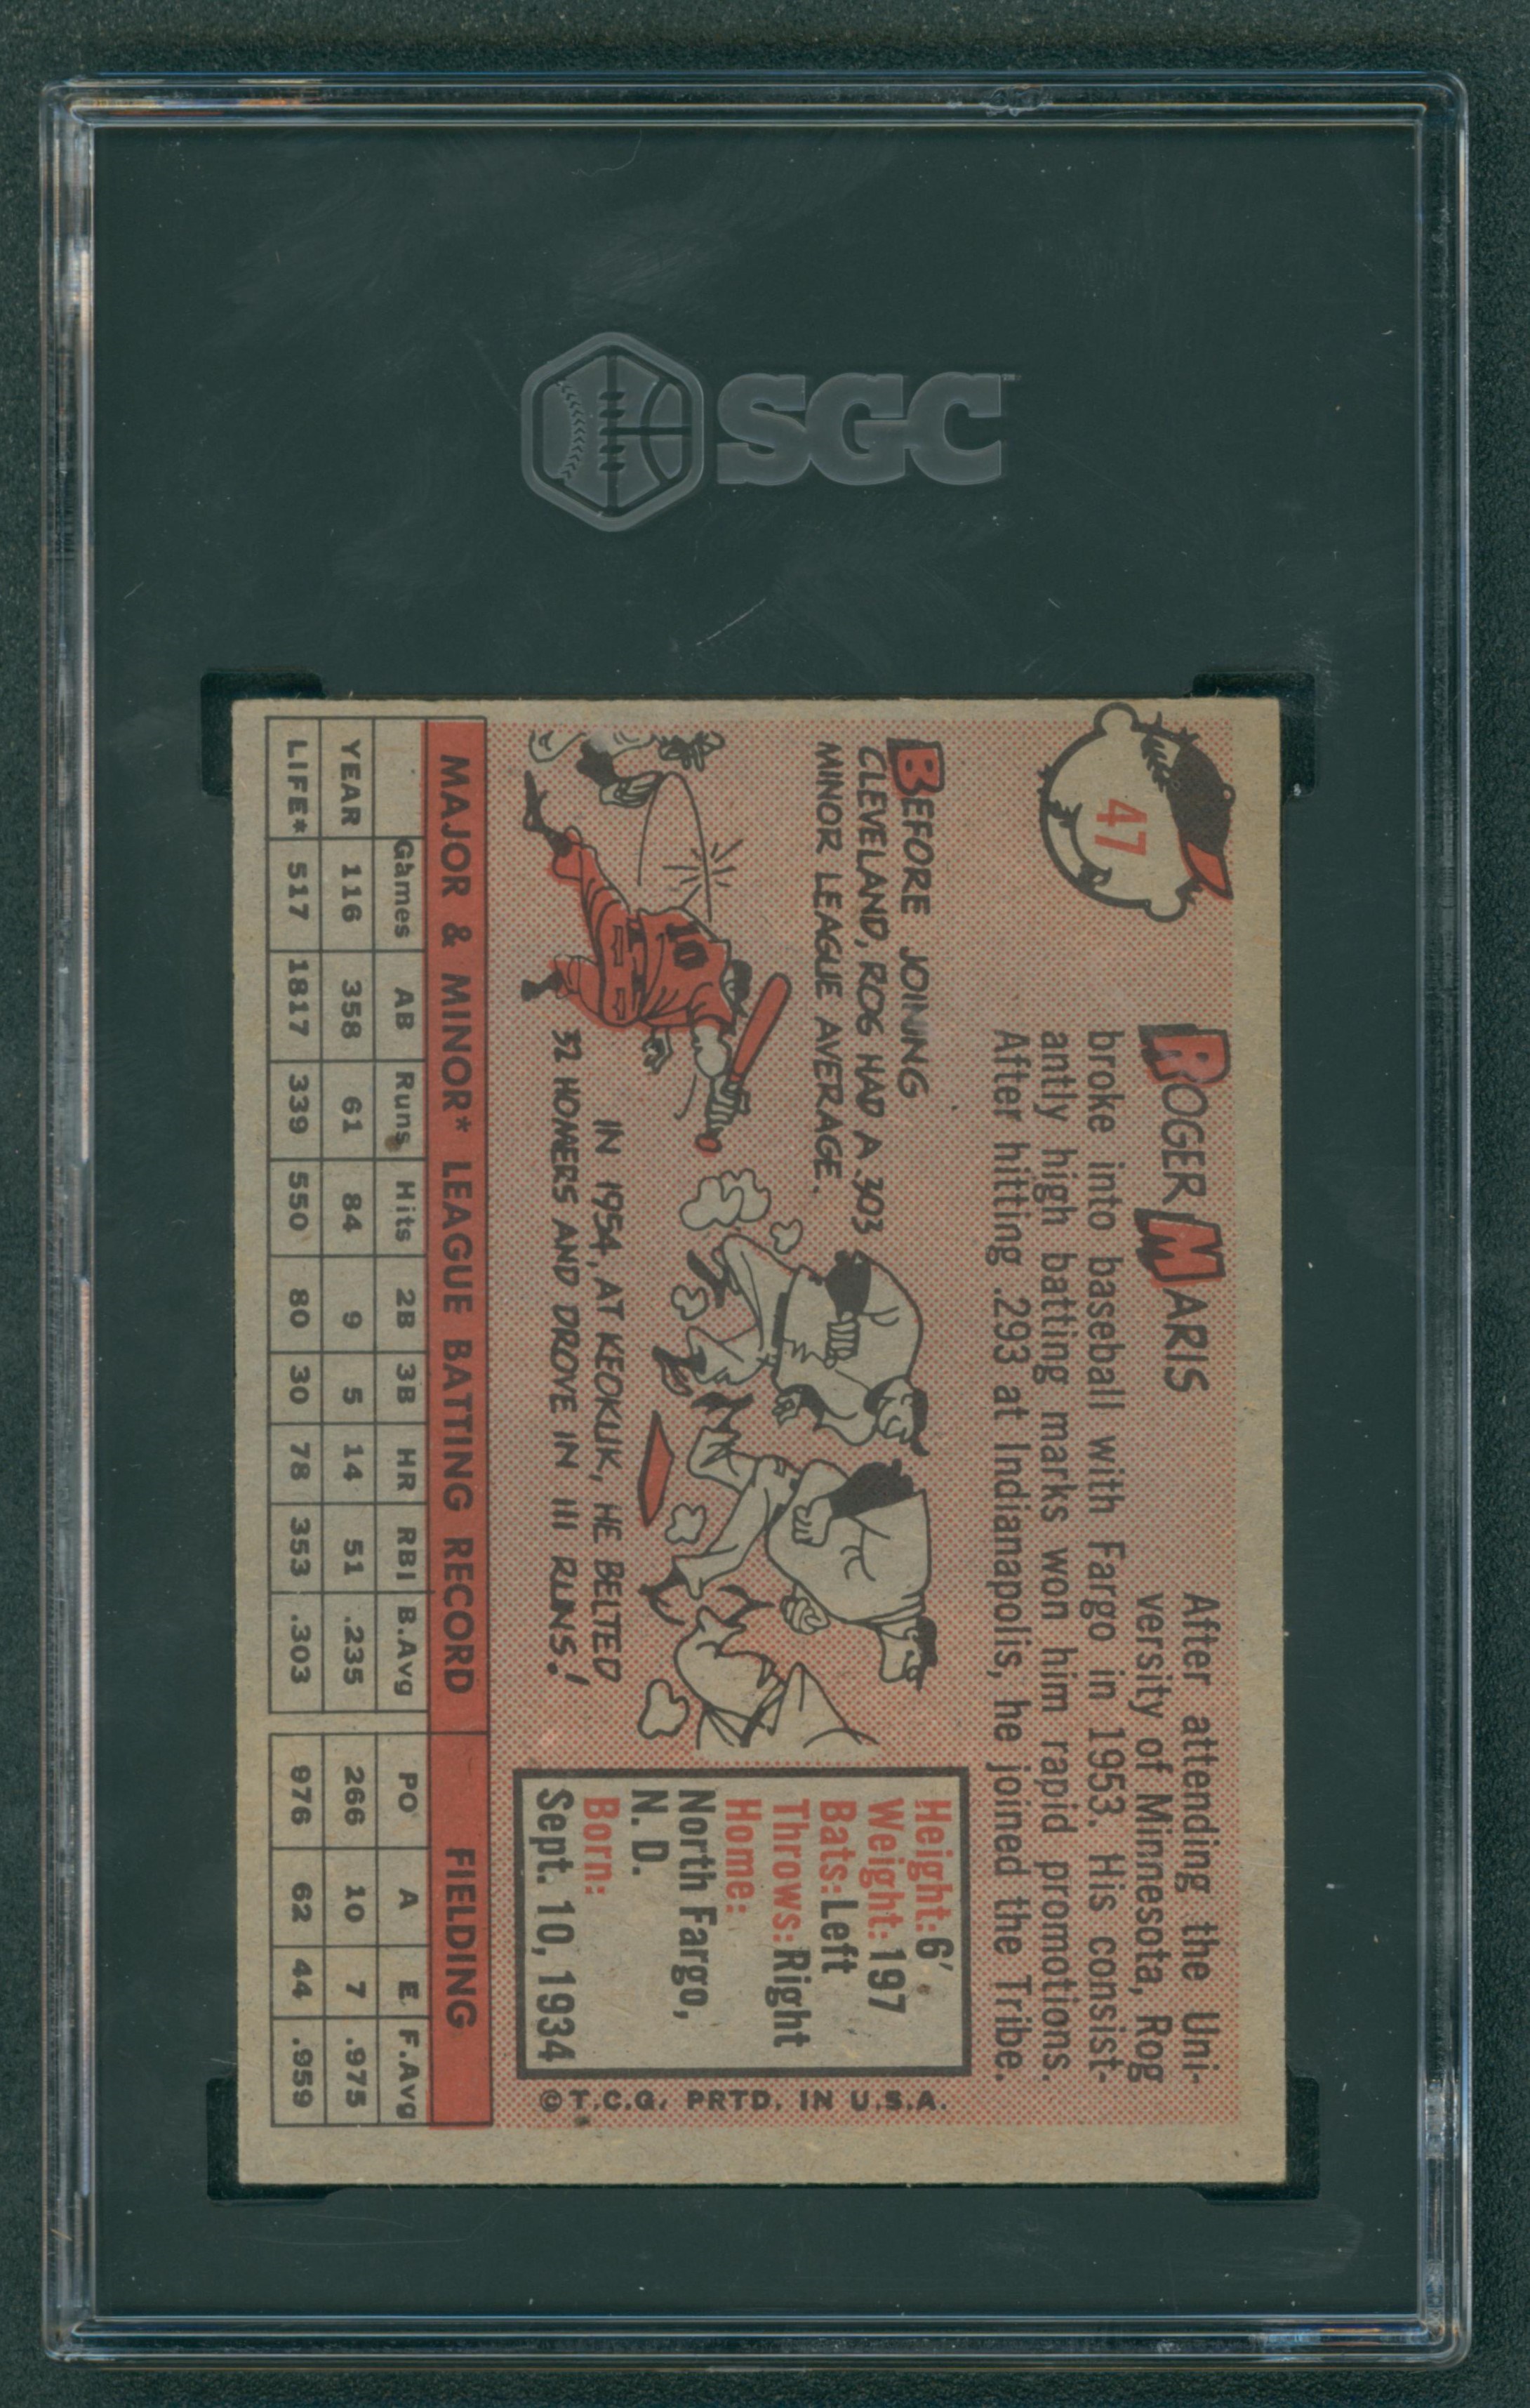 SGC™
47
ROGER MARIS
After attending the Uni-
versity of Minnesota, Rog
broke into baseball with Fargo in 1953. His consist-
antly high batting marks won him rapid promotions.
After hitting .293 at Indianapolis, he joined the Tribe.
BEFORE JOINING
CLEVELAND, ROG HAD A .303
MINOR LEAGUE AVERAGE.
10
IN 1954, AT KEOKUK, HE BELTED
32 HOMERS AND DROVE IN 111 RUNS!
Height: 6'
Weight: 197
Bats: Left
Throws: Right
Home:
North Fargo,
N. D.
Born:
Sept. 10, 1934
MAJOR & MINOR* LEAGUE BATTING RECORD FIELDING
Games AB Runs Hits 2B 3B HR RBI B.Avg PO A E F.Avg
YEAR 116 358 61 84 9 5 14 51 .235 266 10 7 .975
LIFE* 517 1817 339 550 80 30 78 353 .303 976 62 44 .959
© T.C.G. PRTD. IN U.S.A.